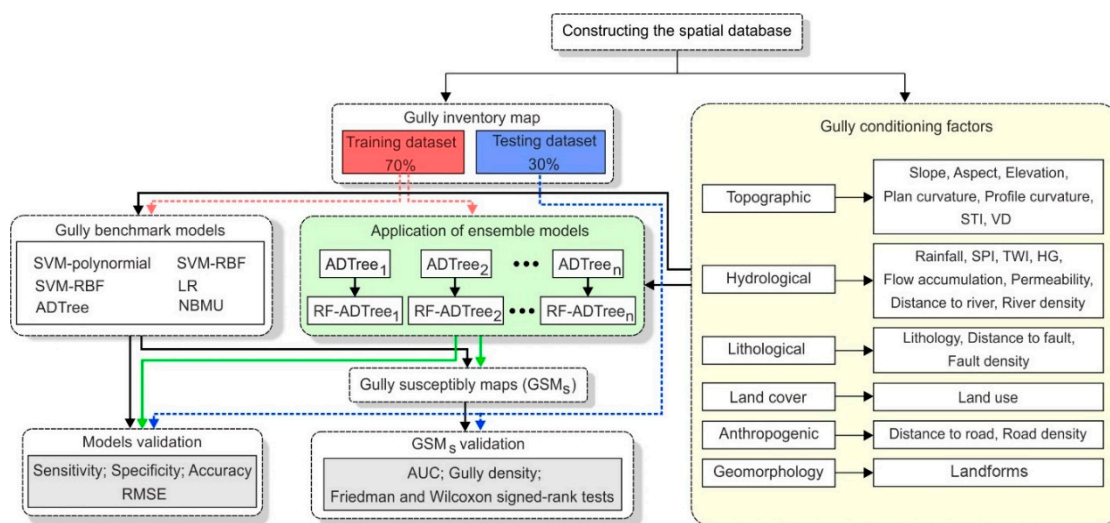 Constructing the spatial database
Gully inventory map
Training dataset
70%
Testing dataset
30%
Gully conditioning factors
Topographic
Slope, Aspect, Elevation,
Plan curvature, Profile curvature,
STI, VD
Hydrological
Rainfall, SPI, TWI, HG,
Flow accumulation, Permeability,
Distance to river, River density
Lithological
Lithology, Distance to fault,
Fault density
Land cover
Land use
Anthropogenic
Distance to road, Road density
Geomorphology
Landforms
Gully benchmark models
SVM-polynormial SVM-RBF
SVM-RBF LR
ADTree NBMU
Application of ensemble models
ADTree1 ADTree2 ••• ADTreen
RF-ADTree1 RF-ADTree2 ••• RF-ADTreen
Gully susceptibly maps (GSMs)
Models validation
Sensitivity; Specificity; Accuracy
RMSE
GSMs validation
AUC; Gully density;
Friedman and Wilcoxon signed-rank tests